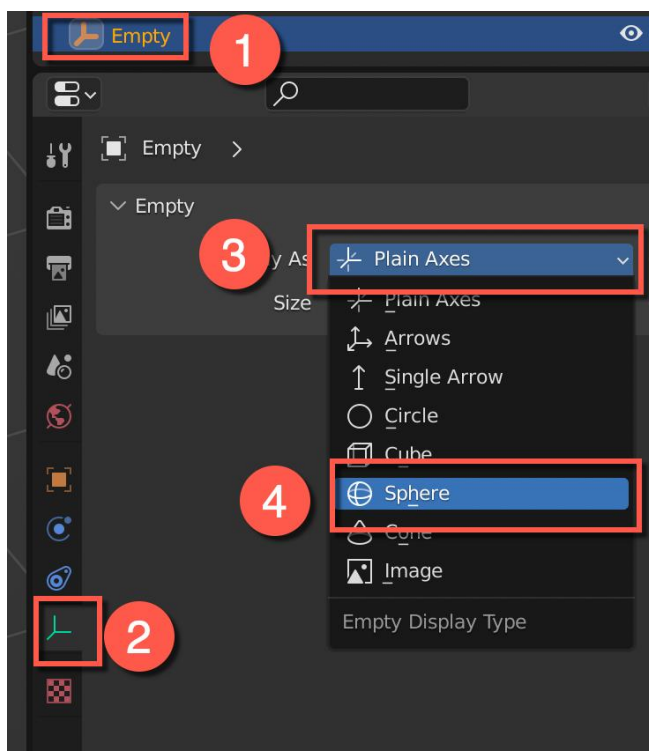 Empty
1
Empty >
Empty
3
y As Plain Axes
Size
Plain Axes
Arrows
Single Arrow
Circle
Cube
4
Sphere
Cone
Image
2
Empty Display Type